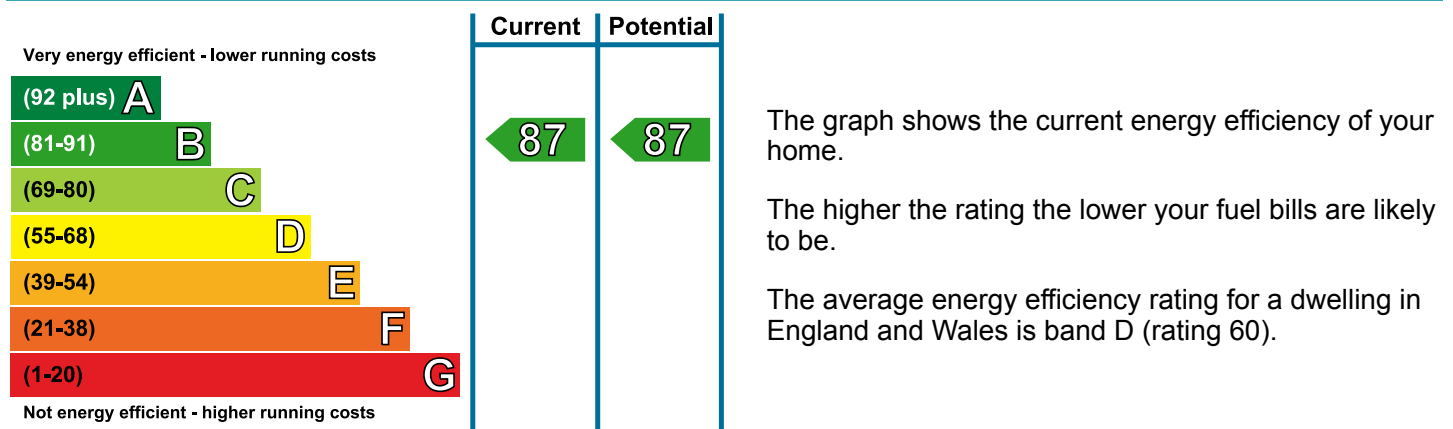 Current Potential
Very energy efficient - lower running costs
(92 plus) A
(81-91) B
87 87
(69-80) C
(55-68) D
(39-54) E
(21-38) F
(1-20) G
Not energy efficient - higher running costs
The graph shows the current energy efficiency of your
home.
The higher the rating the lower your fuel bills are likely
to be.
The average energy efficiency rating for a dwelling in
England and Wales is band D (rating 60).